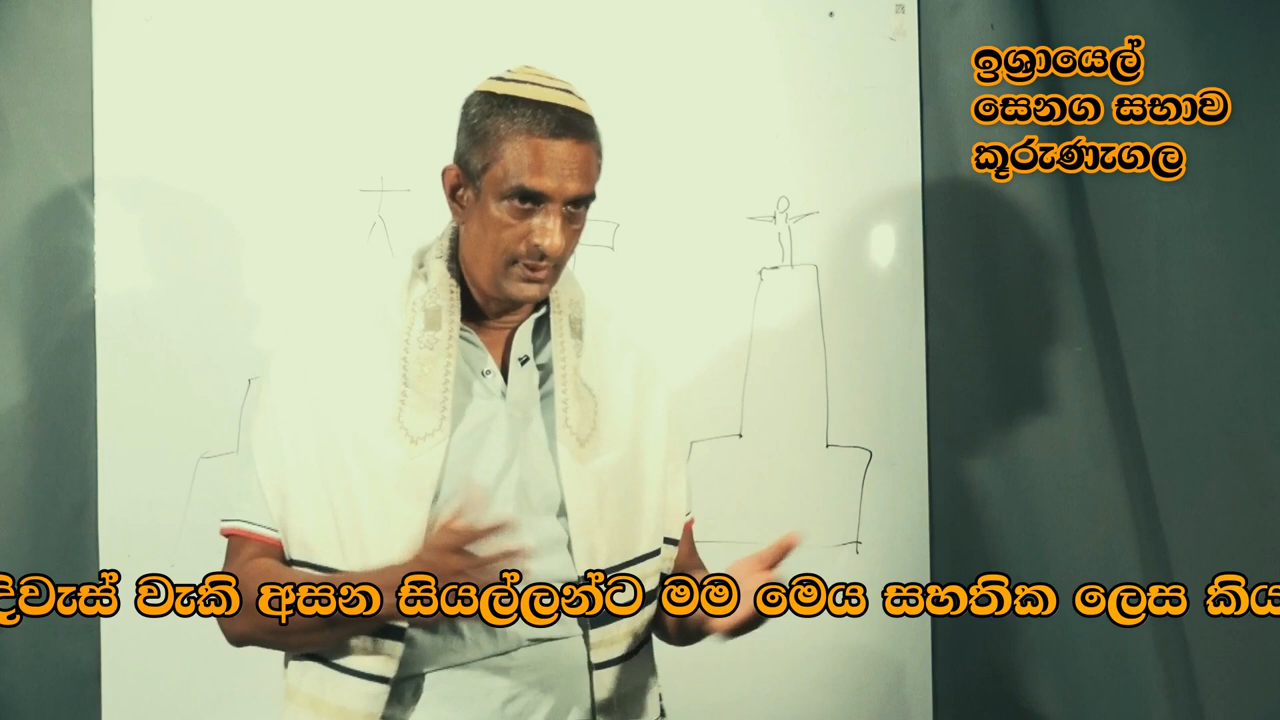 ඉශ්‍රායෙල්
සෙනග සභාව
කූරුණෑගල
දිවැස් වැකි අසන සියල්ලන්ට මම මෙය සහතික ලෙස කිය